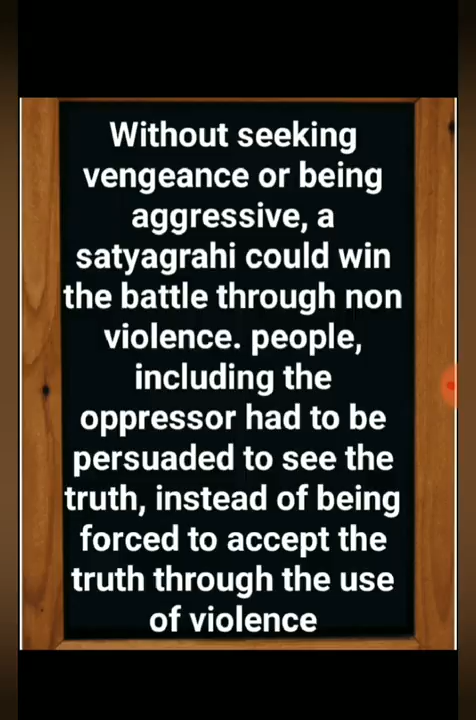 Without seeking
vengeance or being
aggressive, a
satyagrahi could win
the battle through non
violence. people,
including the
oppressor had to be
persuaded to see the
truth, instead of being
forced to accept the
truth through the use
of violence